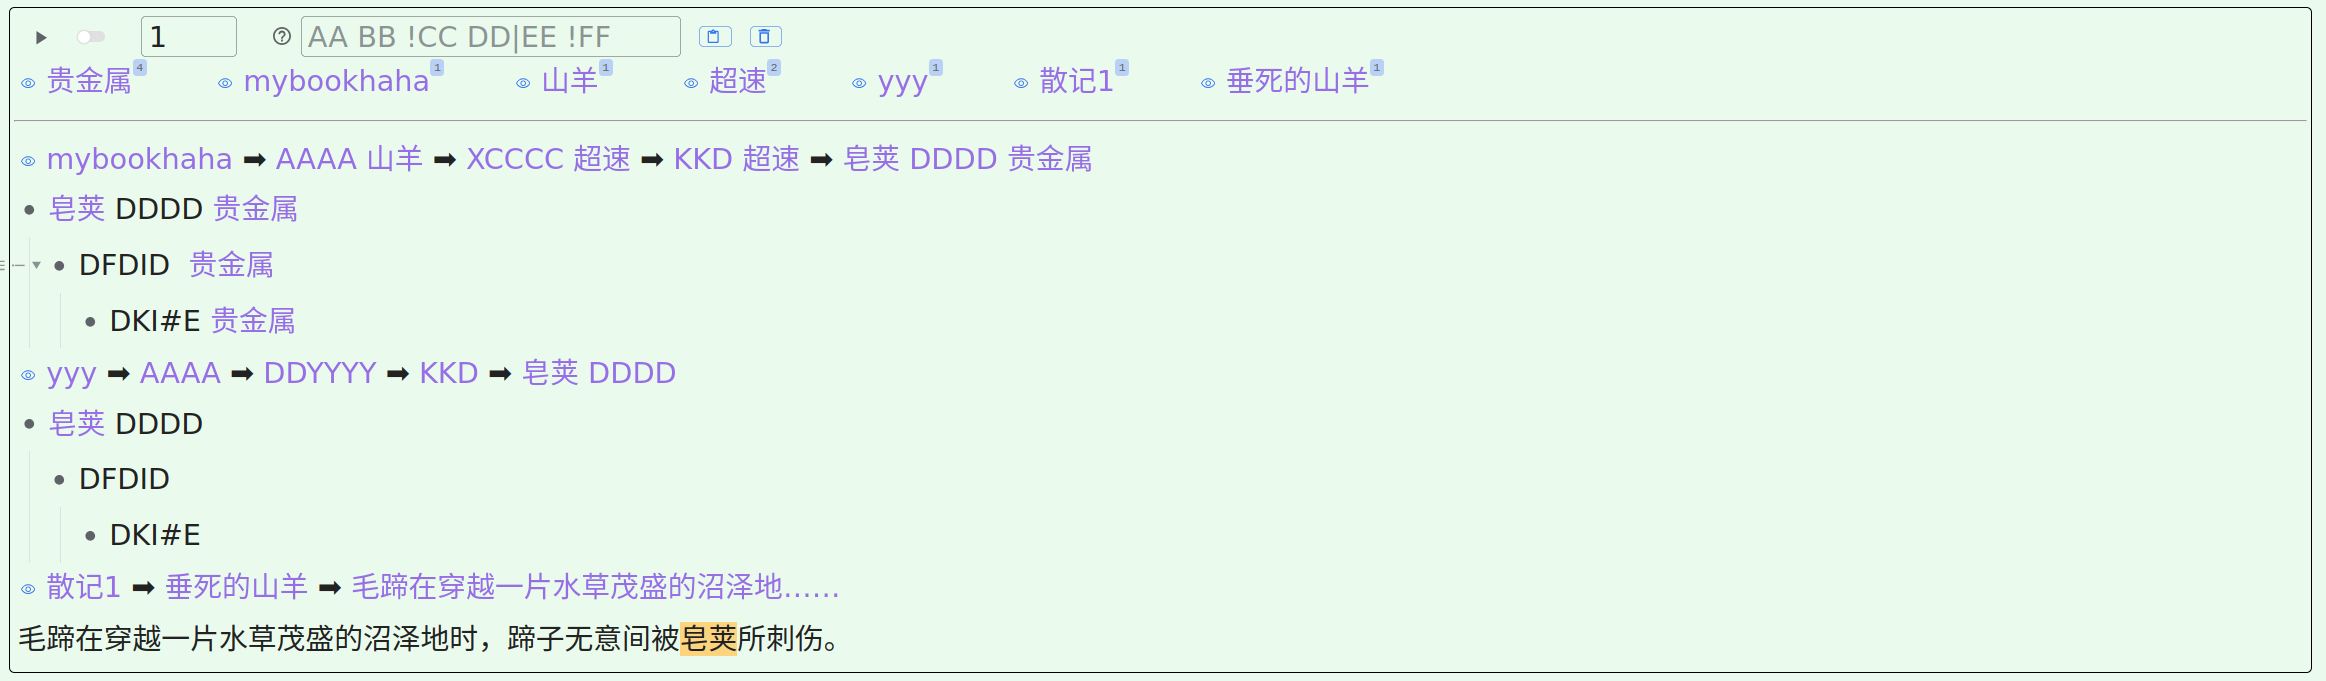 1 AA BB !CC DD|EE !FF
贵金属 4 mybookhaha 1 山羊 1 超速 2 yyy 1 散记1 1 垂死的山羊 1
mybookhaha ➡ AAAA 山羊 ➡ XCCCC 超速 ➡ KKD 超速 ➡ 皂荚 DDDD 贵金属
皂荚 DDDD 贵金属
DFDID 贵金属
DKI#E 贵金属
yyy ➡ AAAA ➡ DDYYYY ➡ KKD ➡ 皂荚 DDDD
皂荚 DDDD
DFDID
DKI#E
散记1 ➡ 垂死的山羊 ➡ 毛蹄在穿越一片水草茂盛的沼泽地……
毛蹄在穿越一片水草茂盛的沼泽地时，蹄子无意间被皂荚所刺伤。